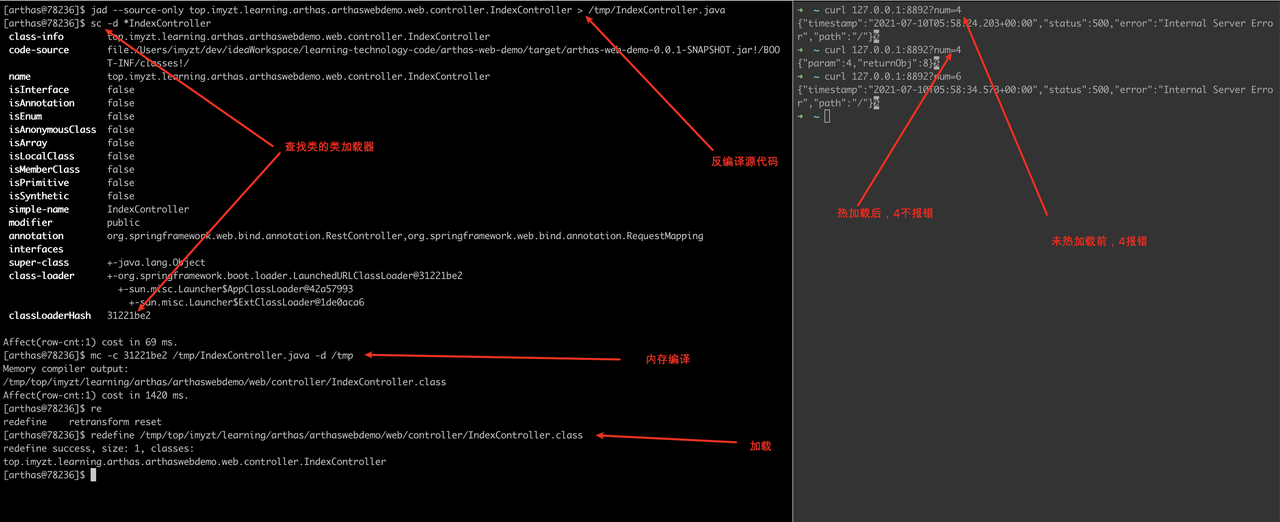 [arthas@78236]$ jad --source-only top.imyzt.learning.arthas.arthaswebdemo.web.controller.IndexController > /tmp/IndexController.java
[arthas@78236]$ sc -d *IndexController
class-info top.imyzt.learning.arthas.arthaswebdemo.web.controller.IndexController
code-source file:/Users/imyzt/dev/ideaWorkspace/learning-technology-code/arthas-web-demo/target/arthas-web-demo-0.0.1-SNAPSHOT.jar!/BOO
T-INF/classes!/
name top.imyzt.learning.arthas.arthaswebdemo.web.controller.IndexController
isInterface false
isAnnotation false
isEnum false
isAnonymousClass false
isArray false
isLocalClass false
isMemberClass false
isPrimitive false
isSynthetic false
simple-name IndexController
modifier public
annotation org.springframework.web.bind.annotation.RestController,org.springframework.web.bind.annotation.RequestMapping
interfaces
super-class +-java.lang.Object
class-loader +-org.springframework.boot.loader.LaunchedURLClassLoader@31221be2
+-sun.misc.Launcher$AppClassLoader@42a57993
+-sun.misc.Launcher$ExtClassLoader@1de0aca6
classLoaderHash 31221be2
Affect(row-cnt:1) cost in 69 ms.
[arthas@78236]$ mc -c 31221be2 /tmp/IndexController.java -d /tmp
Memory compiler output:
/tmp/top/imyzt/learning/arthas/arthaswebdemo/web/controller/IndexController.class
Affect(row-cnt:1) cost in 1420 ms.
[arthas@78236]$ re
redefine retransform reset
[arthas@78236]$ redefine /tmp/top/imyzt/learning/arthas/arthaswebdemo/web/controller/IndexController.class
redefine success, size: 1, classes:
top.imyzt.learning.arthas.arthaswebdemo.web.controller.IndexController
[arthas@78236]$
查找类的类加载器
反编译源代码
内存编译
加载
➜ ~ curl 127.0.0.1:8892?num=4
{"timestamp":"2021-07-10T05:58:24.203+00:00","status":500,"error":"Internal Server Erro
r","path":"/"}%
➜ ~ curl 127.0.0.1:8892?num=4
{"param":4,"returnObj":8}%
➜ ~ curl 127.0.0.1:8892?num=6
{"timestamp":"2021-07-10T05:58:34.573+00:00","status":500,"error":"Internal Server Erro
r","path":"/"}%
➜ ~
热加载后，4不报错
未热加载前，4报错